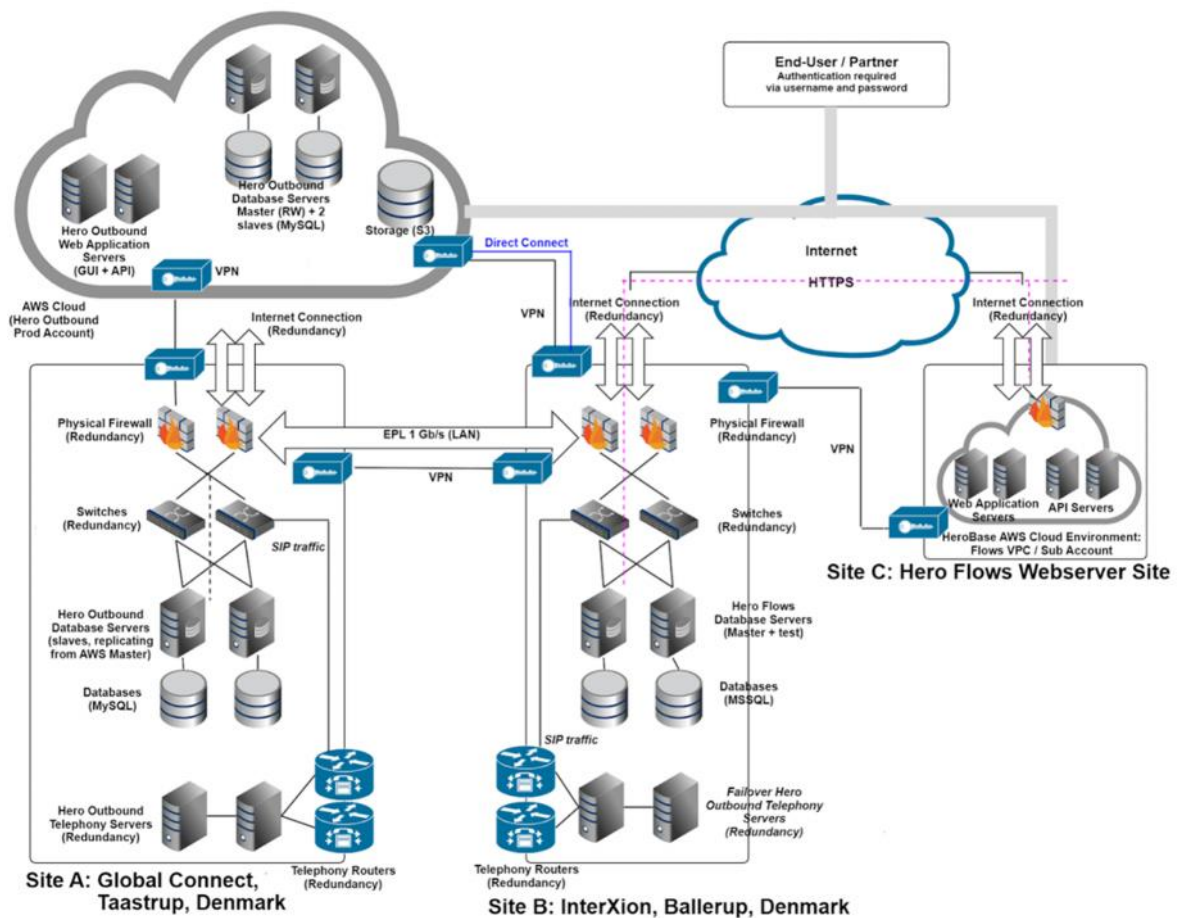 End-User / Partner
Authentication required
via username and password
Hero Outbound
Database Servers
Master (RW) + 2
slaves (MySQL)
Storage (S3)
Hero Outbound
Web Application
Servers
(GUI + API)
VPN
AWS Cloud
(Hero Outbound
Prod Account)
Internet Connection
(Redundancy)
Direct Connect
VPN
Internet
HTTPS
Internet Connection
(Redundancy)
Internet Connection
(Redundancy)
Physical Firewall
(Redundancy)
EPL 1 Gb/s (LAN)
VPN
Physical Firewall
(Redundancy)
VPN
Switches
(Redundancy)
SIP traffic
Switches
(Redundancy)
Web Application
Servers
API Servers
HeroBase AWS Cloud Environment:
Flows VPC / Sub Account
Site C: Hero Flows Webserver Site
Hero Outbound
Database Servers
(slaves, replicating
from AWS Master)
Hero Flows
Database Servers
(Master + test)
Databases
(MySQL)
Databases
(MSSQL)
SIP traffic
Hero Outbound
Telephony Servers
(Redundancy)
Telephony Routers
(Redundancy)
Failover Hero
Outbound Telephony
Servers
(Redundancy)
Telephony Routers
(Redundancy)
Site A: Global Connect,
Taastrup, Denmark
Site B: InterXion, Ballerup, Denmark